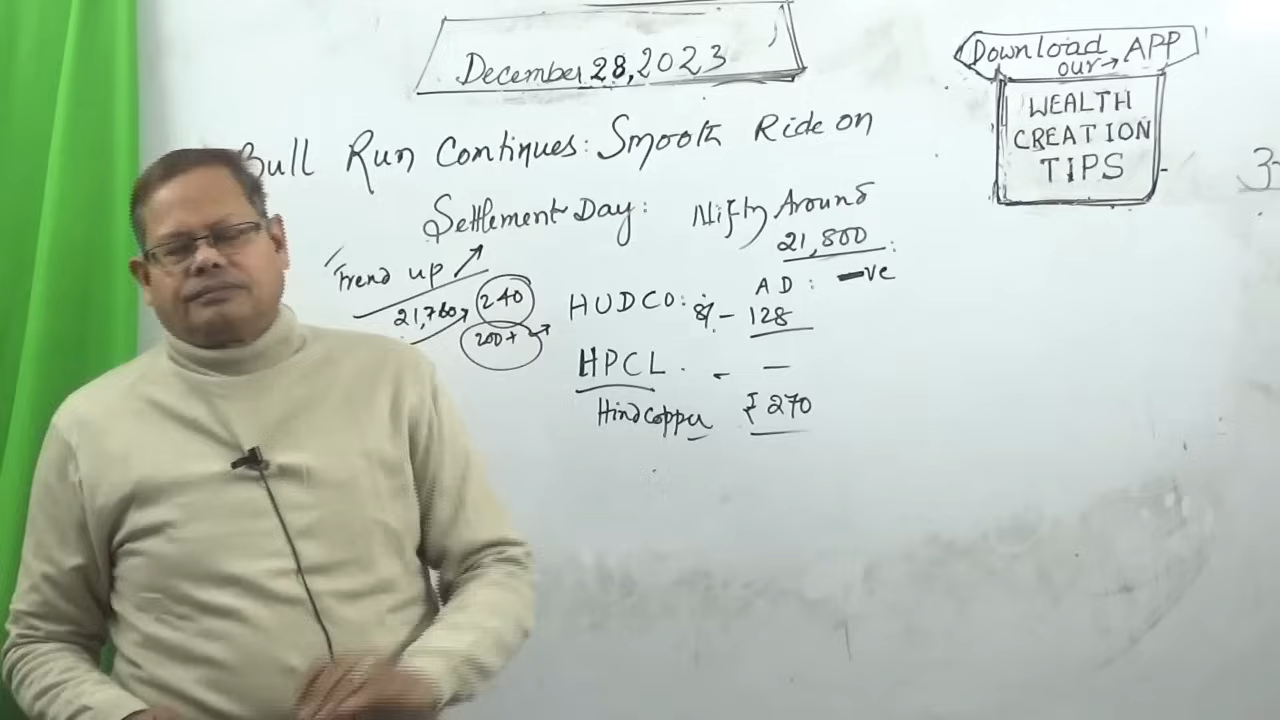 December 28, 2023
Download
our → APP
WEALTH
CREATION
TIPS
Bull Run Continues: Smooth Ride on
Settlement Day: Nifty Around
21,800:
Trend up
AD: -ve
21,760 → 240
200+
HUDCO: 8% - 128
HPCL. - -
Hindcopper ₹ 270
3